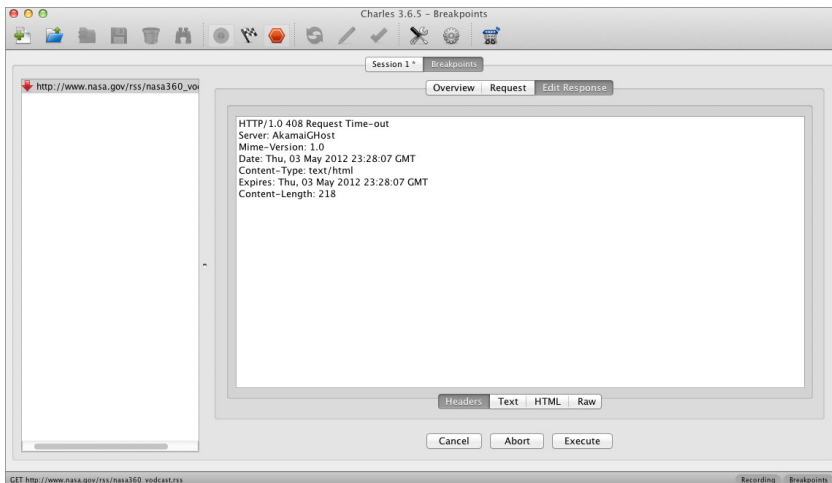 Charles 3.6.5 – Breakpoints
Session 1 * Breakpoints
http://www.nasa.gov/rss/nasa360_vo
Overview Request Edit Response
HTTP/1.0 408 Request Time-out
Server: AkamaiGHost
Mime-Version: 1.0
Date: Thu, 03 May 2012 23:28:07 GMT
Content-Type: text/html
Expires: Thu, 03 May 2012 23:28:07 GMT
Content-Length: 218
Headers Text HTML Raw
Cancel Abort Execute
GET http://www.nasa.gov/rss/nasa360_vodcast.rss Recording Breakpoints